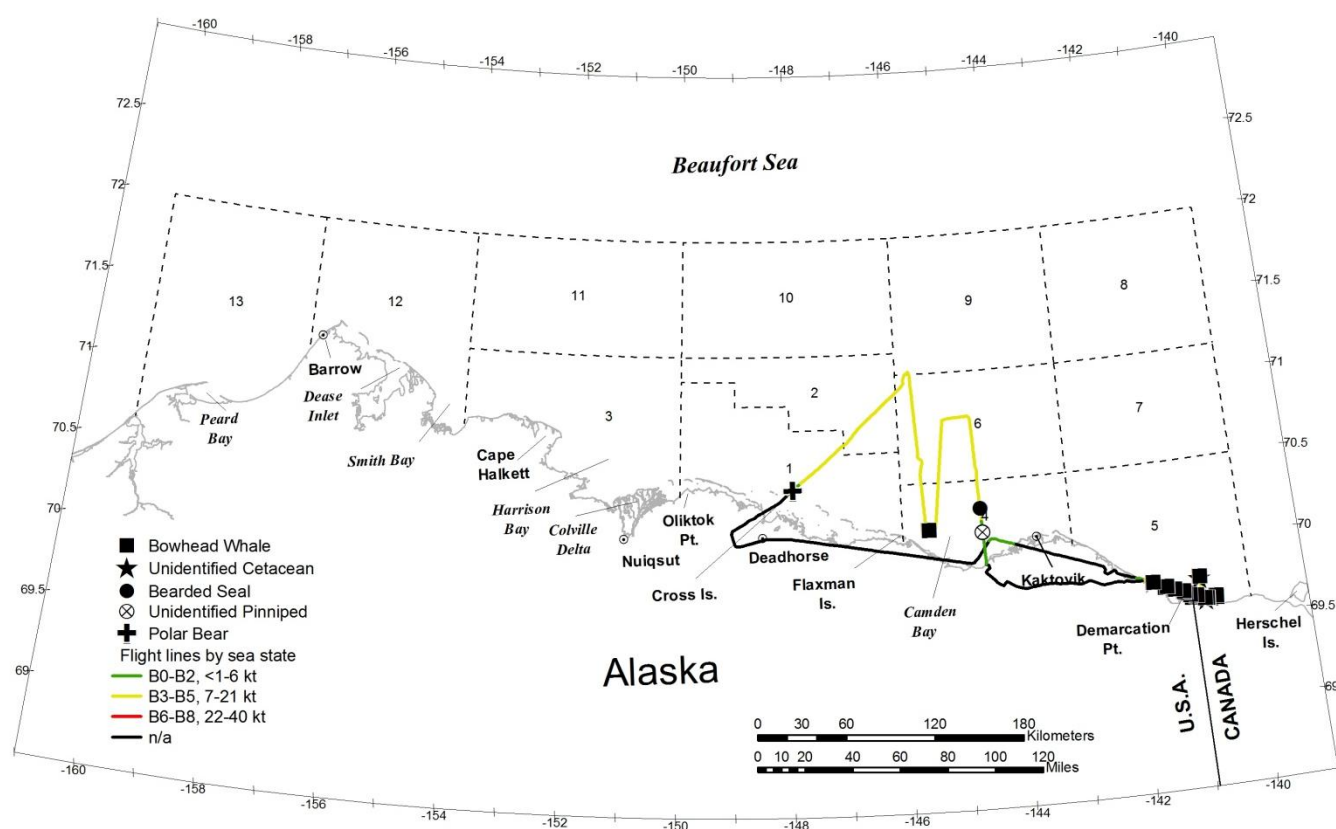 -160
-158
-156
-154
-152
-150
-148
-146
-144
-142
-140
72.5
72
71.5
71
70.5
70
69.5
69
72.5
72
71.5
71
70.5
70
69.5
69
Beaufort Sea
13
12
11
10
9
8
3
2
1
6
7
4
5
Barrow
Dease
Inlet
Peard
Bay
Smith Bay
Cape
Halkett
Harrison
Bay
Colville
Delta
Nuiqsut
Oliktok
Pt.
Cross Is.
Deadhorse
Flaxman
Is.
Camden
Bay
Kaktovik
Demarcation
Pt.
Herschel
Is.
Alaska
U.S.A.
CANADA
Bowhead Whale
Unidentified Cetacean
Bearded Seal
Unidentified Pinniped
Polar Bear
Flight lines by sea state
B0-B2, <1-6 kt
B3-B5, 7-21 kt
B6-B8, 22-40 kt
n/a
0 30 60 120 180
Kilometers
0 10 20 40 60 80 100 120
Miles
-160
-158
-156
-154
-152
-150
-148
-146
-144
-142
-140